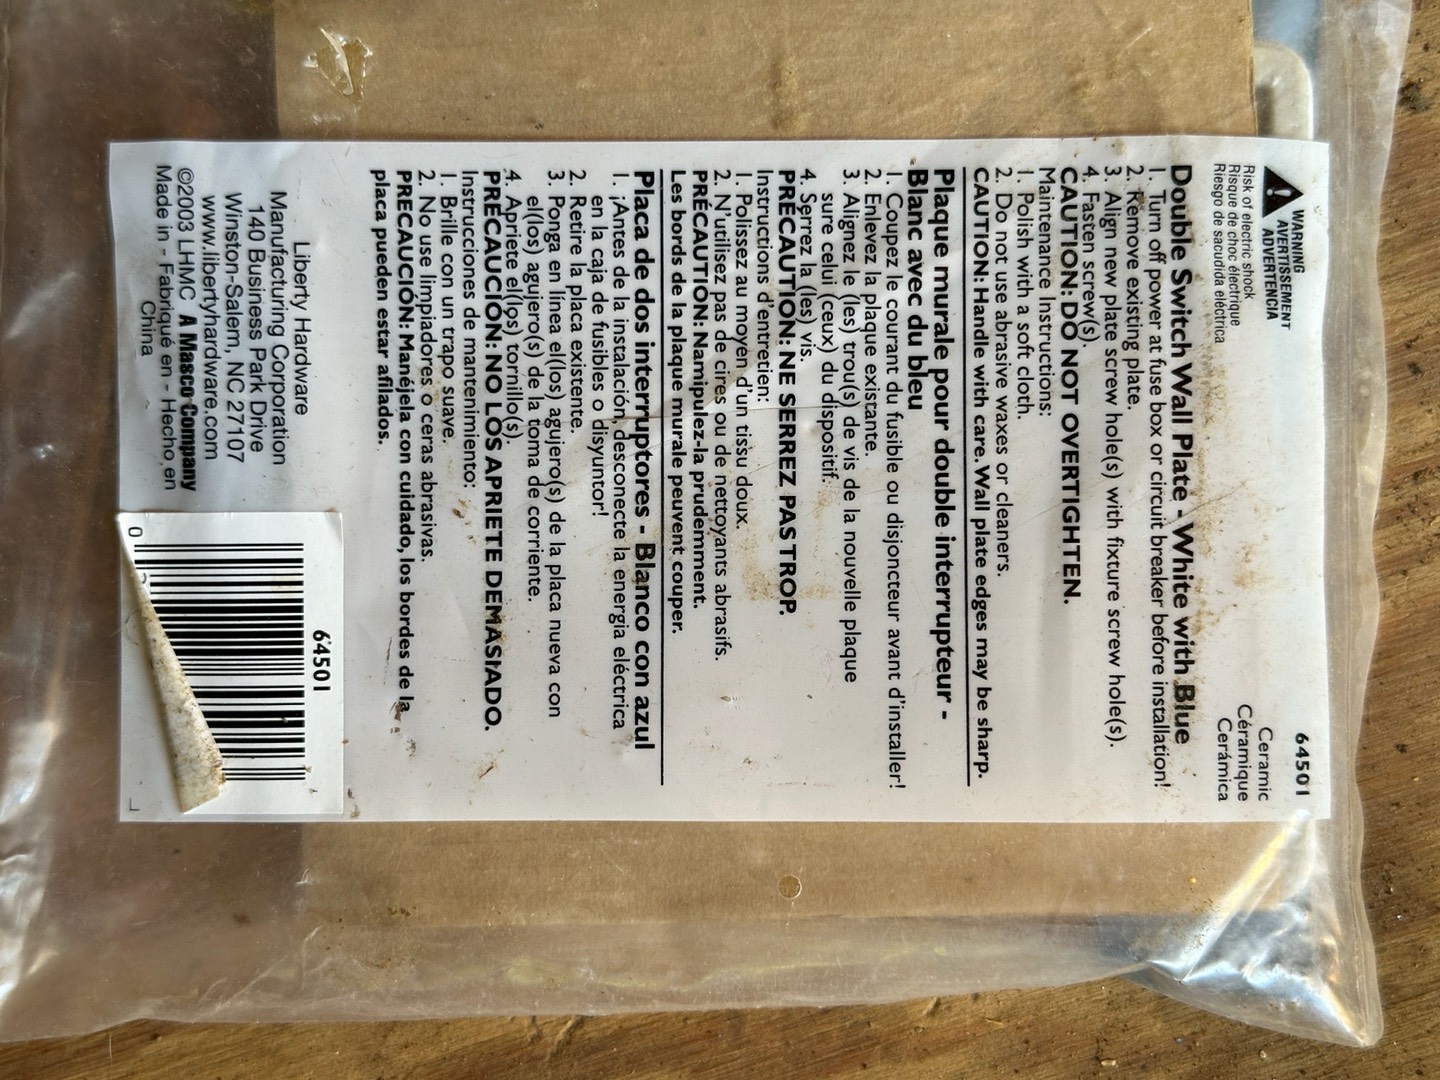 WARNING
AVERTISSEMENT
ADVERTENCIA
Risk of electric shock
Risque de choc électrique
Riesgo de saoudida eléctrica
64501
Ceramic
Céramique
Cerámica
Double Switch Wall Plate - White with Blue
1. Turn off power at fuse box or circuit breaker before installation!
2. Remove existing plate.
3. Align new plate screw hole(s) with fixture screw hole(s).
4. Fasten screw(s).
CAUTION: DO NOT OVERTIGHTEN.
Maintenance Instructions:
1. Polish with a soft cloth.
2. Do not use abrasive waxes or cleaners.
CAUTION: Handle with care. Wall plate edges may be sharp.
Plaque murale pour double interrupteur -
Blanc avec du bleu
1. Coupez le courant du fusible ou disjoncteur avant d'installer!
2. Enlevez la plaque existante.
3. Alignez le (les) trou(s) de vis de la nouvelle plaque
sure celui (ceux) du dispositif.
4. Serrez la (les) vis.
PRÉCAUTION: NE SERREZ PAS TROP.
Instructions d'entretien:
1. Polissez au moyen d'un tissu doux.
2. N'utilisez pas de cires ou de nettoyants abrasifs.
PRÉCAUTION: Namipulez-la prudemment.
Les bords de la plaque murale peuvent couper.
Placa de dos interruptores - Blanco con azul
1. ¡Antes de la instalación, desconecte la energia eléctrica
en la caja de fusibles o disyuntor!
2. Retire la placa existente.
3. Ponga en línea el(los) agujero(s) de la placa nueva con
el(los) agujero(s) de la toma de corriente.
4. Apriete el(los) tornillo(s).
PRECAUCIÓN: NO LOS APRIETE DEMASIADO.
Instrucciones de mantenimiento:
1. Brille con un trapo suave.
2. No use limpiadores o ceras abrasivas.
PRECAUCIÓN: Manéjela con cuidado, los bordes de la
placa pueden estar afilados.
Liberty Hardware
Manufacturing Corporation
140 Business Park Drive
Winston-Salem, NC 27107
www.libertyhardware.com
©2003 LHMC A Masco Company
Made in - Fabriqué en - Hecho en
China
64501
0